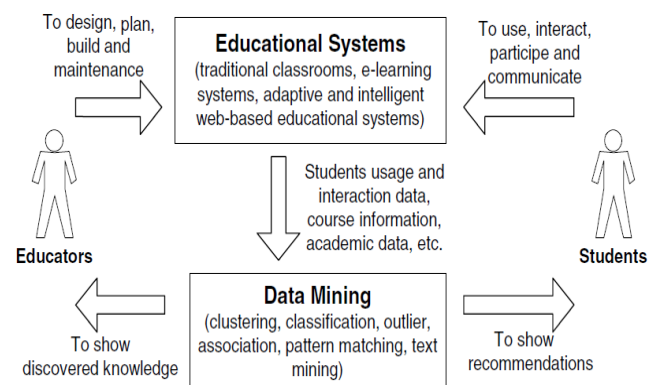 To design, plan,
build and
maintenance
Educational Systems
(traditional classrooms, e-learning
systems, adaptive and intelligent
web-based educational systems)
To use, interact,
participe and
communicate
Students usage and
interaction data,
course information,
academic data, etc.
Educators
Students
Data Mining
(clustering, classification, outlier,
association, pattern matching, text
mining)
To show
discovered knowledge
To show
recommendations